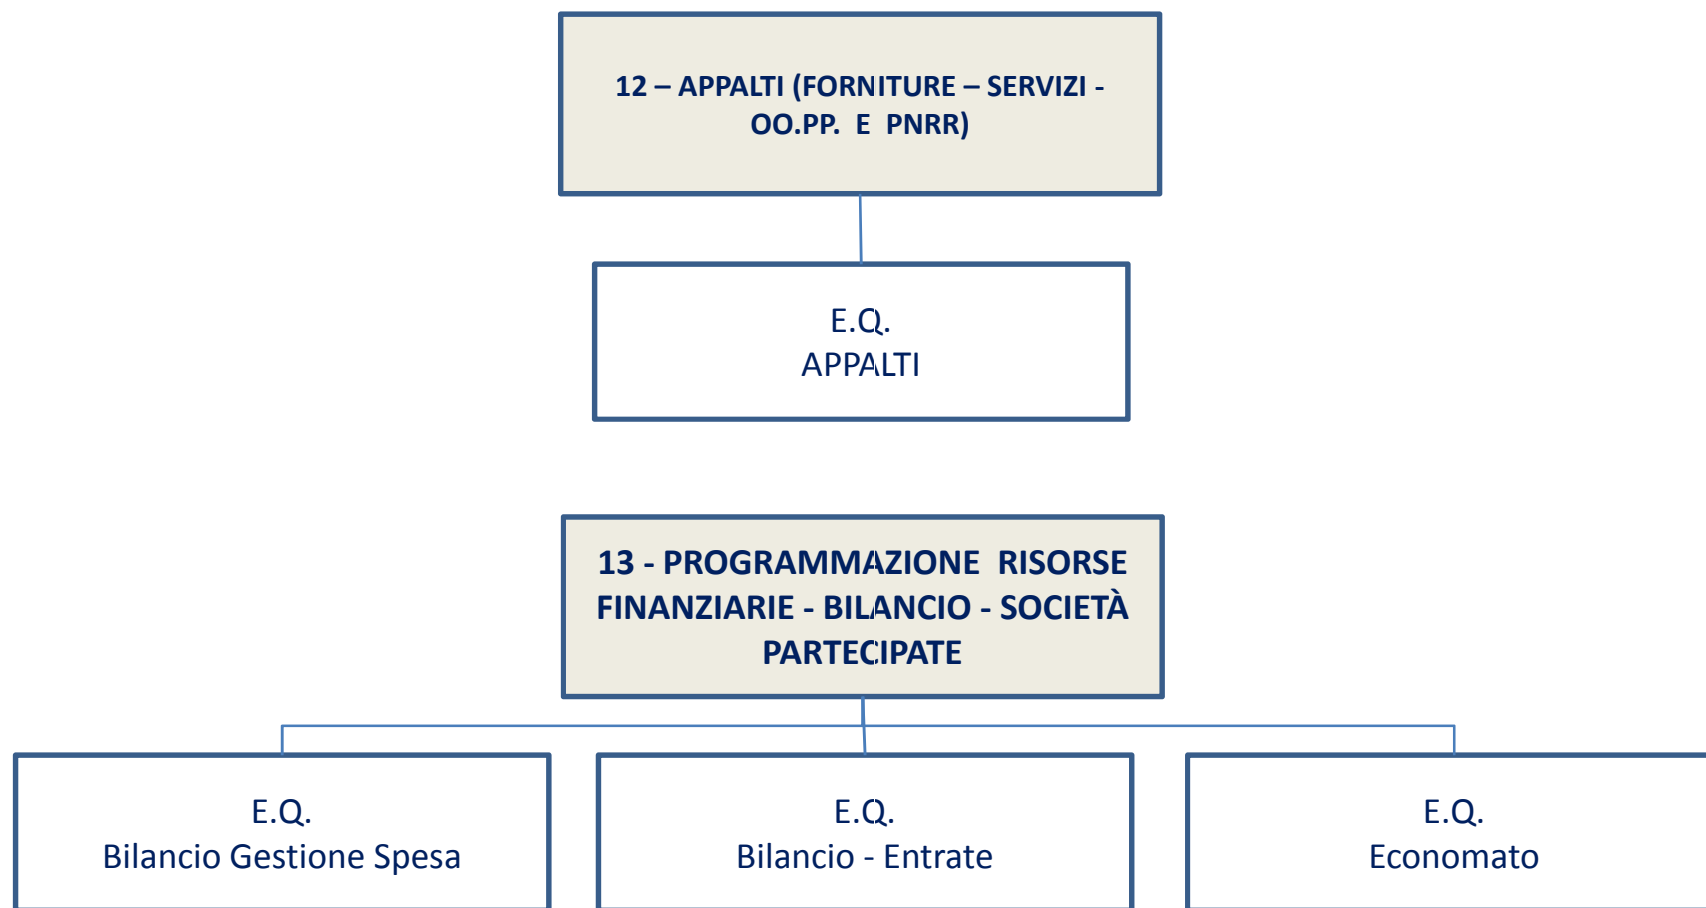 12 – APPALTI (FORNITURE – SERVIZI -
OO.PP. E PNRR)
E.Q.
APPALTI
13 - PROGRAMMAZIONE RISORSE
FINANZIARIE - BILANCIO - SOCIETÀ
PARTECIPATE
E.Q.
Bilancio Gestione Spesa
E.Q.
Bilancio - Entrate
E.Q.
Economato